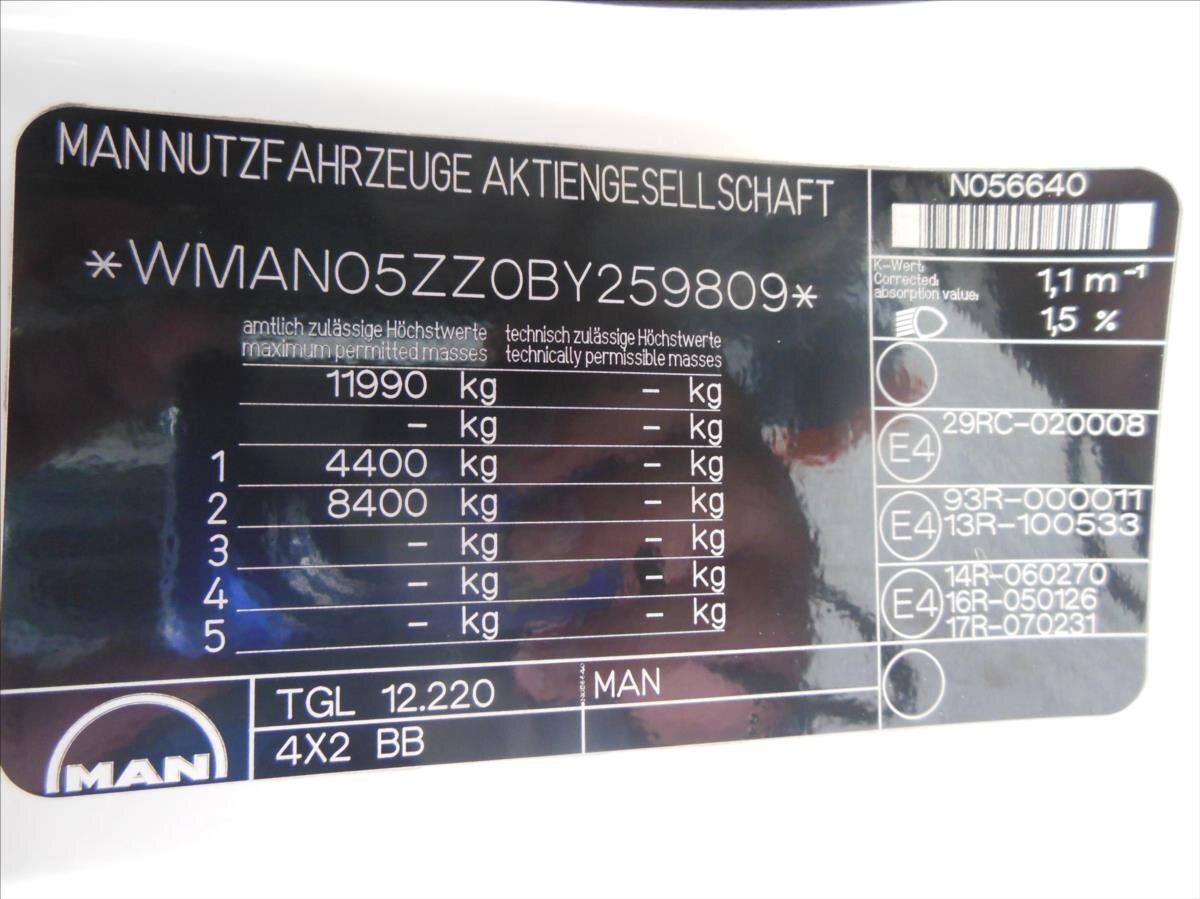 MAN NUTZFAHRZEUGE AKTIENGESELLSCHAFT
*WMAN05ZZ0BY259809*
amtlich zulässige Höchstwerte technisch zulässige Höchstwerte
maximum permitted masses technically permissible masses
11990 kg - kg
- kg - kg
1 4400 kg - kg
2 8400 kg - kg
3 - kg - kg
4 - kg - kg
5 - kg - kg
MAN
TGL 12.220
4X2 BB
MAN
N056640
K-Wert:
Corrected:
absorption value:
1,1 m⁻¹
1,5 %
E4 29RC-020008
E4 93R-000011
13R-100533
E4 14R-060270
16R-050126
17R-070231